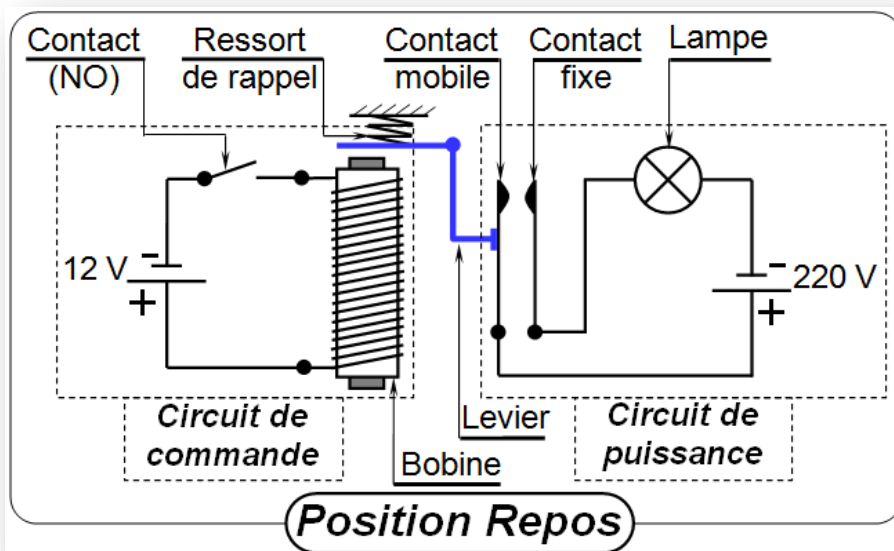 Contact
(NO)
Ressort
de rappel
Contact
mobile
Contact
fixe
Lampe
12 V
-
+
-
220 V
+
Circuit de
commande
Bobine
Levier
Circuit de
puissance
Position Repos